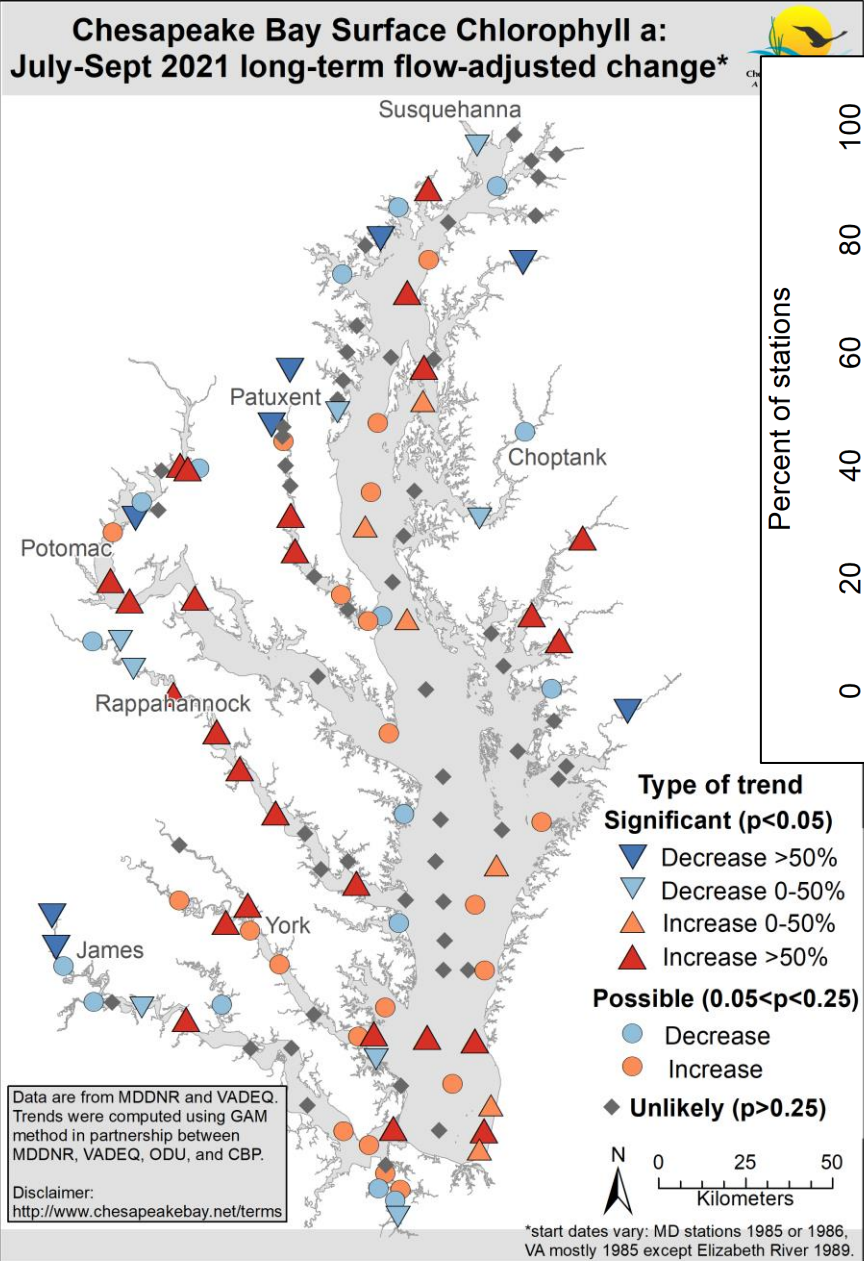 Chesapeake Bay Surface Chlorophyll a:
July-Sept 2021 long-term flow-adjusted change*
Susquehanna
100
80
60
40
20
0
Percent of stations
Patuxent
Choptank
Potomac
Rappahannock
York
James
Type of trend
Significant (p<0.05)
Decrease >50%
Decrease 0-50%
Increase 0-50%
Increase >50%
Possible (0.05<p<0.25)
Decrease
Increase
Unlikely (p>0.25)
Data are from MDDNR and VADEQ.
Trends were computed using GAM
method in partnership between
MDDNR, VADEQ, ODU, and CBP.
Disclaimer:
http://www.chesapeakebay.net/terms
N
0 25 50
Kilometers
*start dates vary: MD stations 1985 or 1986,
VA mostly 1985 except Elizabeth River 1989.